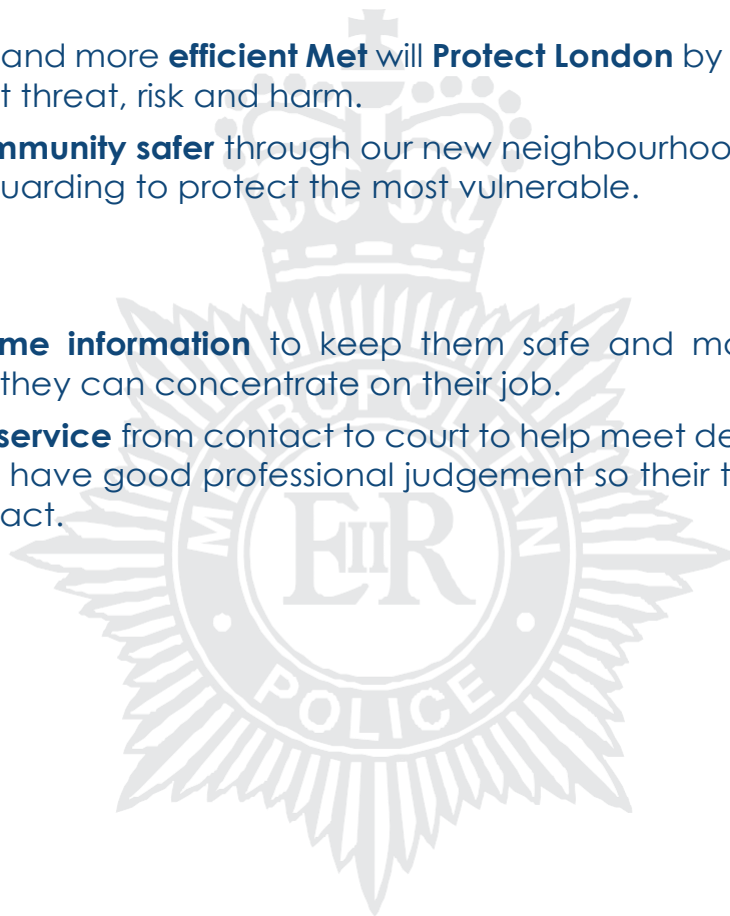 and more efficient Met will Protect London by
t threat, risk and harm.
mmunity safer through our new neighbourhoo
uarding to protect the most vulnerable.
me information to keep them safe and mo
they can concentrate on their job.
service from contact to court to help meet de
have good professional judgement so their t
act.
METROPOLITAN
EIIR
POLICE